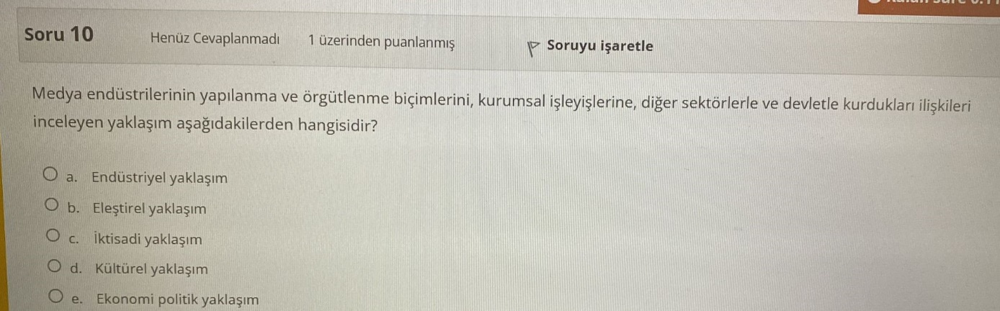 Soru 10 Henüz Cevaplanmadı 1 üzerinden puanlanmış Soruyu işaretle
Medya endüstrilerinin yapılanma ve örgütlenme biçimlerini, kurumsal işleyişlerine, diğer sektörlerle ve devletle kurdukları ilişkileri
inceleyen yaklaşım aşağıdakilerden hangisidir?
a. Endüstriyel yaklaşım
b. Eleştirel yaklaşım
c. İktisadi yaklaşım
d. Kültürel yaklaşım
e. Ekonomi politik yaklaşım